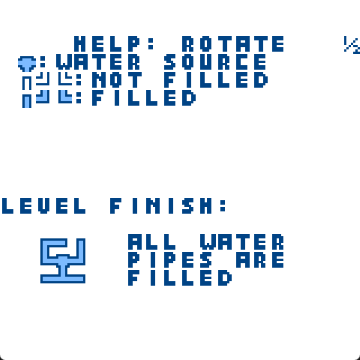 HELP: ROTATE ½
:WATER SOURCE
:NOT FILLED
:FILLED
LEVEL FINISH:
ALL WATER
PIPES ARE
FILLED